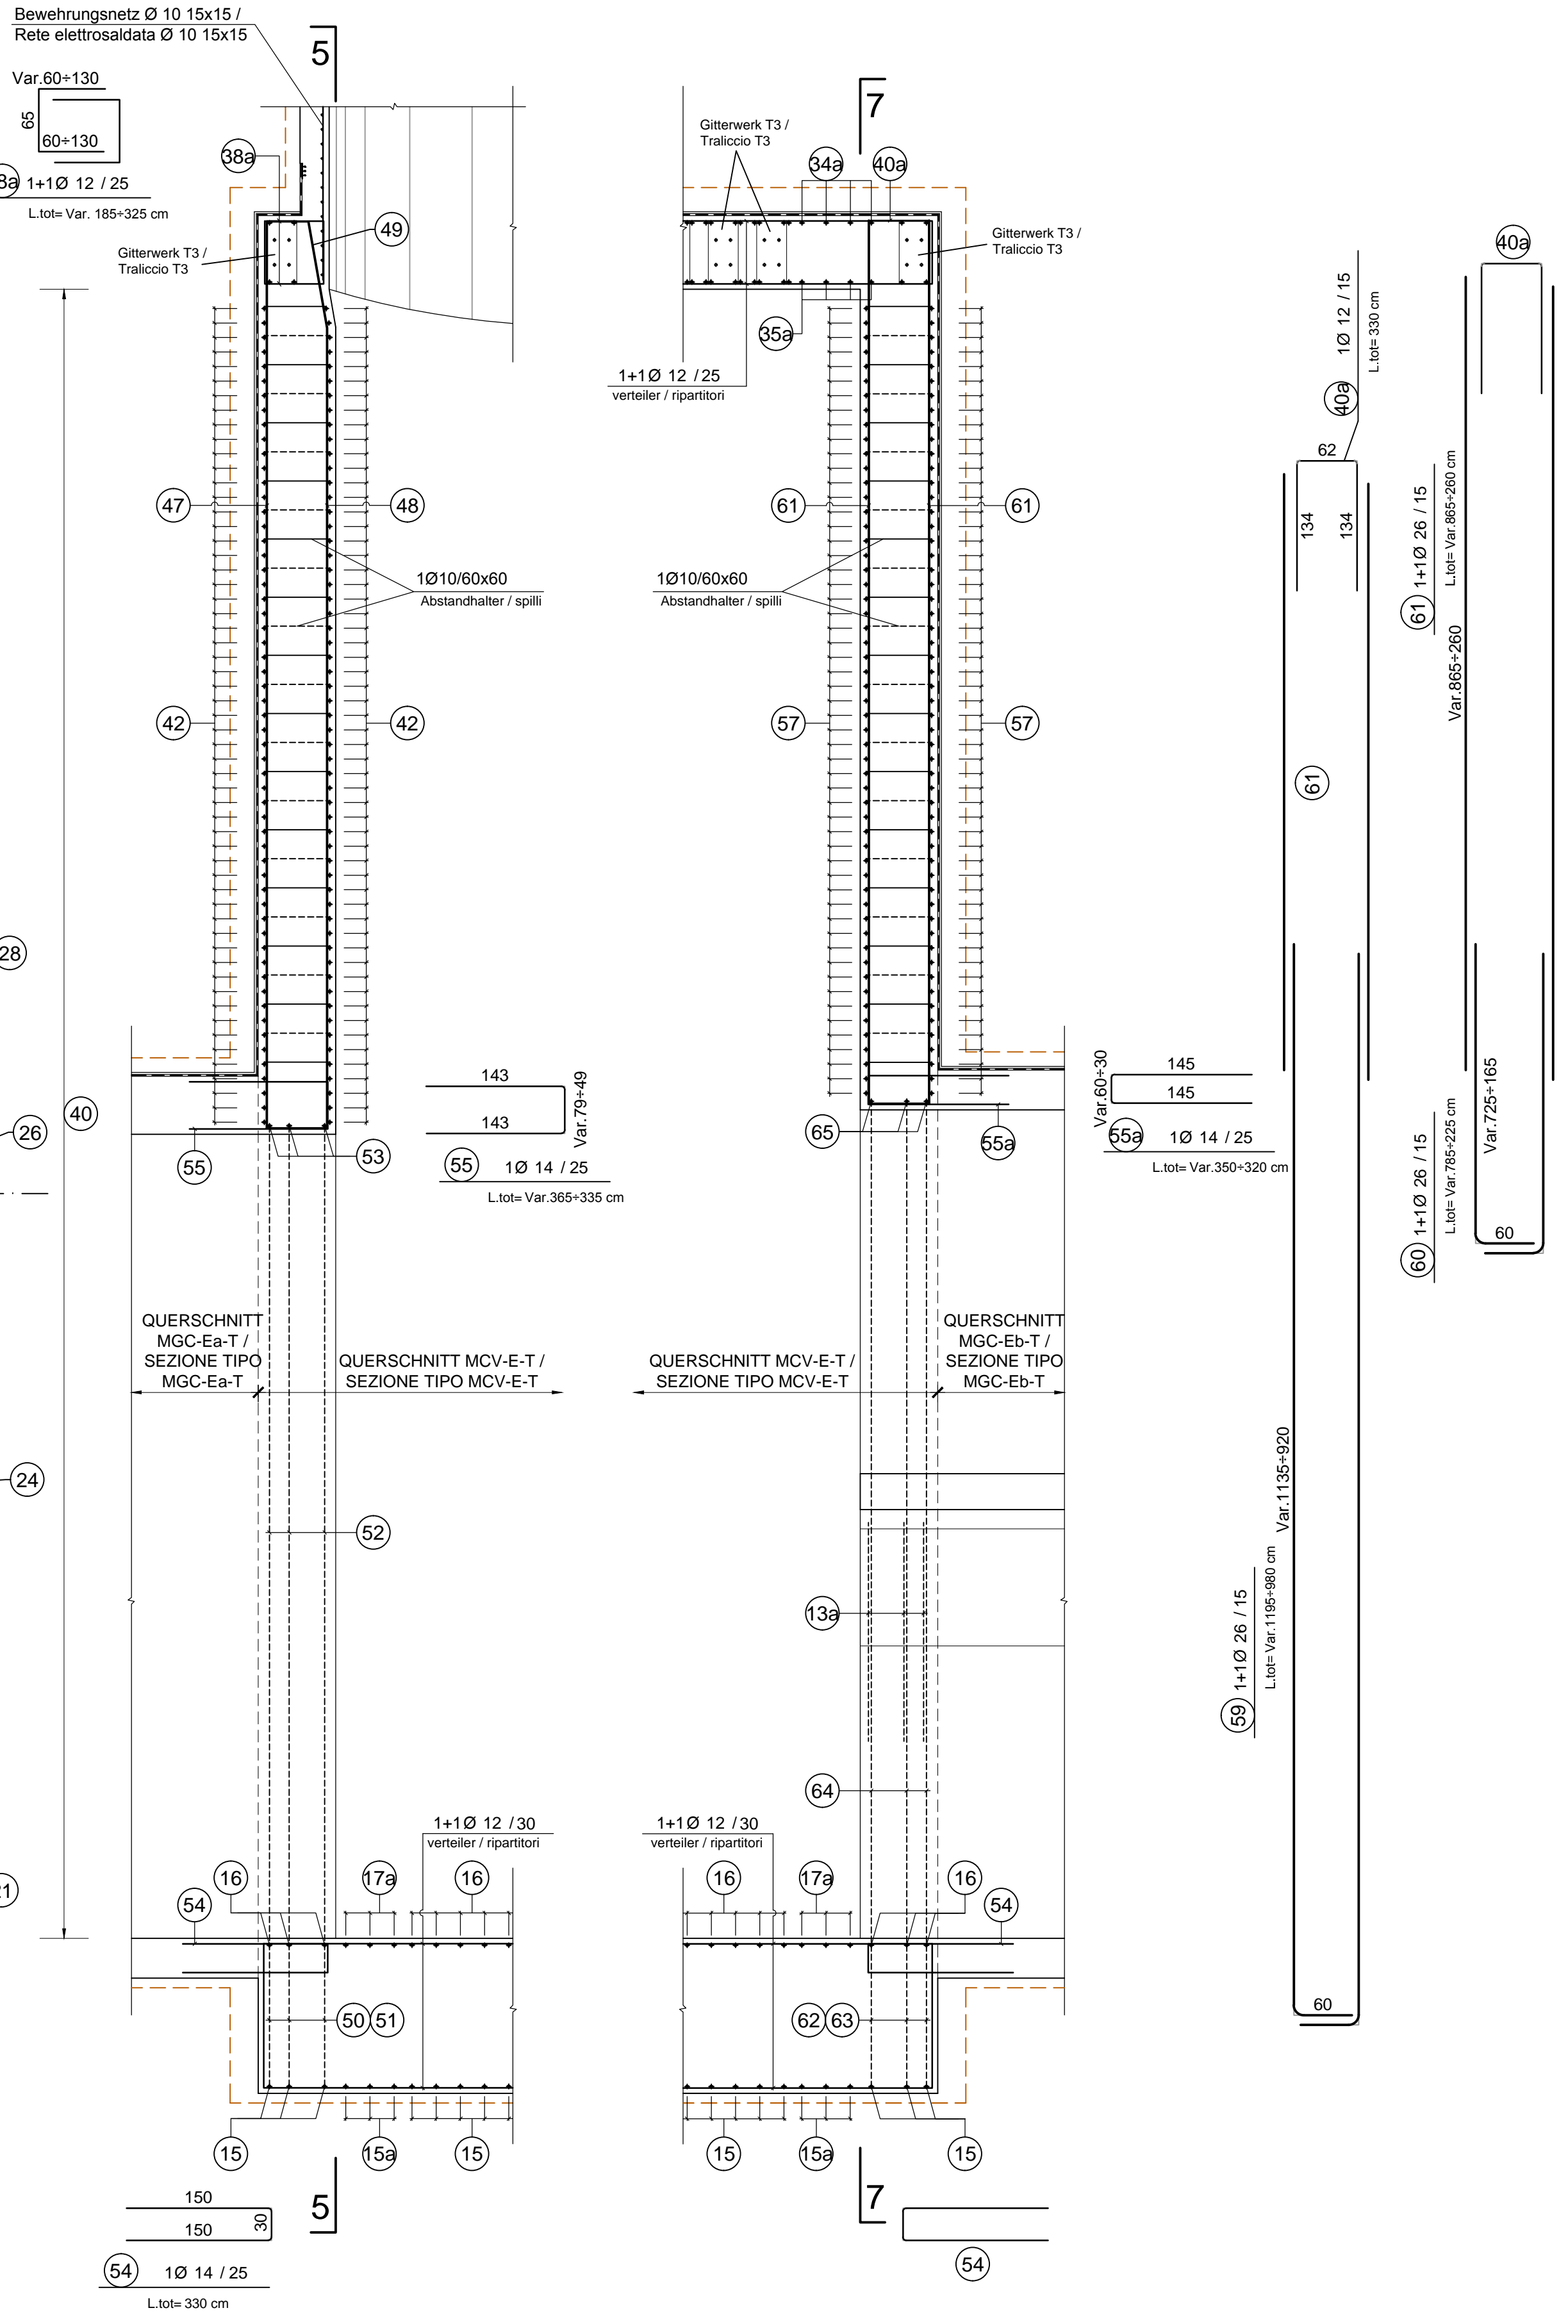 Bewehrungsnetz Ø 10 15x15 /
Rete elettrosaldata Ø 10 15x15
5
Var.60÷130
65
60÷130
8a 1+1Ø 12 / 25
L.tot= Var. 185÷325 cm
38a
49
Gitterwerk T3 /
Traliccio T3
7
Gitterwerk T3 /
Traliccio T3
34a
40a
Gitterwerk T3 /
Traliccio T3
35a
1+1Ø 12 / 25
verteiler / ripartitori
47
48
61
61
1Ø10/60x60
Abstandhalter / spilli
1Ø10/60x60
Abstandhalter / spilli
42
42
57
57
28
26
40
24
21
55
53
143
143
Var.79÷49
55 1Ø 14 / 25
L.tot= Var.365÷335 cm
65
55a
Var.60÷30
145
145
55a 1Ø 14 / 25
L.tot= Var.350÷320 cm
QUERSCHNITT
MGC-Ea-T /
SEZIONE TIPO
MGC-Ea-T
QUERSCHNITT MCV-E-T /
SEZIONE TIPO MCV-E-T
QUERSCHNITT MCV-E-T /
SEZIONE TIPO MCV-E-T
QUERSCHNITT
MGC-Eb-T /
SEZIONE TIPO
MGC-Eb-T
52
13a
64
1+1Ø 12 / 30
verteiler / ripartitori
1+1Ø 12 / 30
verteiler / ripartitori
16
17a
16
54
16
17a
16
54
50 51
62 63
15
15a
15
15
15a
15
5
7
150
150
30
54 1Ø 14 / 25
L.tot= 330 cm
54
40a
40a 1Ø 12 / 15
L.tot= 330 cm
62
134
134
61
61 1+1Ø 26 / 15
L.tot= Var.865÷260 cm
Var.865÷260
60 1+1Ø 26 / 15
L.tot= Var.785÷225 cm
Var.725÷165
60
59 1+1Ø 26 / 15
L.tot= Var.1195÷980 cm
Var.1135÷920
60